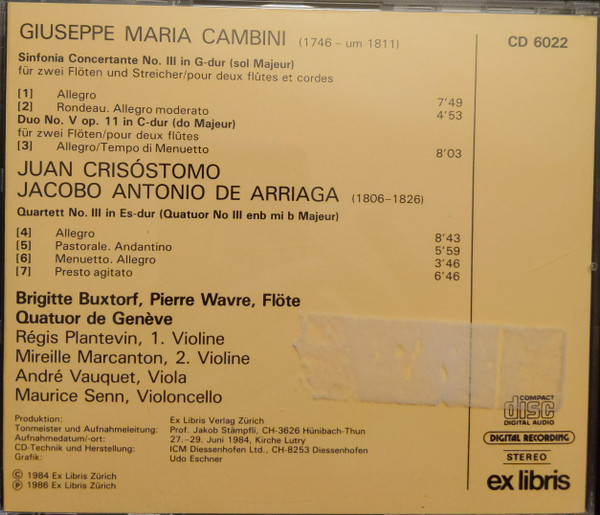 GIUSEPPE MARIA CAMBINI (1746 – um 1811) CD 6022
Sinfonia Concertante No. III in G-dur (sol Majeur)
für zwei Flöten und Streicher/pour deux flûtes et cordes
[1] Allegro 7'49
[2] Rondeau. Allegro moderato 4'53
Duo No. V op. 11 in C-dur (do Majeur)
für zwei Flöten/pour deux flûtes
[3] Allegro/Tempo di Menuetto 8'03
JUAN CRISÓSTOMO
JACOBO ANTONIO DE ARRIAGA (1806–1826)
Quartett No. III in Es-dur (Quatuor No III enb mi b Majeur)
[4] Allegro 8'43
[5] Pastorale. Andantino 5'59
[6] Menuetto. Allegro 3'46
[7] Presto agitato 6'46
Brigitte Buxtorf, Pierre Wavre, Flöte
Quatuor de Genève
Régis Plantevin, 1. Violine
Mireille Marcanton, 2. Violine
André Vauquet, Viola
Maurice Senn, Violoncello
Produktion: Ex Libris Verlag Zürich
Tonmeister und Aufnahmeleitung: Prof. Jakob Stämpfli, CH-3626 Hünibach-Thun
Aufnahmedatum/-ort: 27.–29. Juni 1984, Kirche Lutry
CD-Technik und Herstellung: ICM Diessenhofen Ltd., CH-8253 Diessenhofen
Grafik: Udo Eschner
© 1984 Ex Libris Zürich
℗ 1986 Ex Libris Zürich
COMPACT
disc
DIGITAL AUDIO
DIGITAL RECORDING
STEREO
ex libris